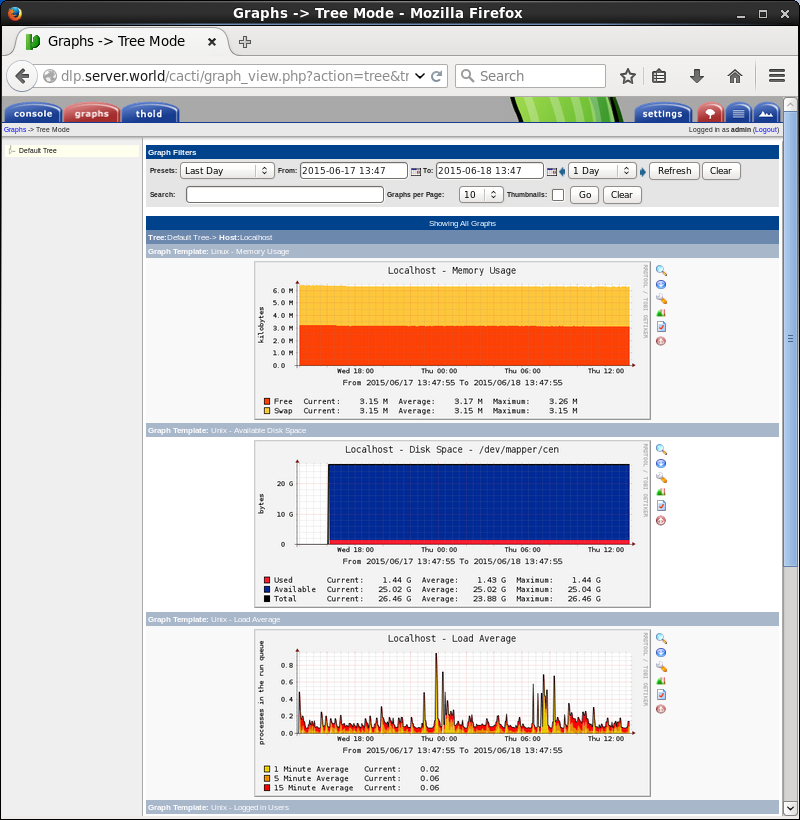 Graphs -> Tree Mode - Mozilla Firefox
Graphs -> Tree Mode
dlp.server.world/cacti/graph_view.php?action=tree&tr
Search
console graphs thold settings
Graphs -> Tree Mode Logged in as admin (Logout)
Default Tree
Graph Filters
Presets: Last Day From: 2015-06-17 13:47 To: 2015-06-18 13:47 1 Day Refresh Clear
Search: Graphs per Page: 10 Thumbnails: Go Clear
Showing All Graphs
Tree:Default Tree-> Host:Localhost
Graph Template: Linux - Memory Usage
Localhost - Memory Usage
RRDTOOL / TOBI OETIKER
kilobytes
6.0 M
5.0 M
4.0 M
3.0 M
2.0 M
1.0 M
0.0
Wed 18:00 Thu 00:00 Thu 06:00 Thu 12:00
From 2015/06/17 13:47:55 To 2015/06/18 13:47:55
Free Current: 3.15 M Average: 3.17 M Maximum: 3.26 M
Swap Current: 3.15 M Average: 3.15 M Maximum: 3.15 M
Graph Template: Unix - Available Disk Space
Localhost - Disk Space - /dev/mapper/cen
RRDTOOL / TOBI OETIKER
bytes
20 G
10 G
0
Wed 18:00 Thu 00:00 Thu 06:00 Thu 12:00
From 2015/06/17 13:47:55 To 2015/06/18 13:47:55
Used Current: 1.44 G Average: 1.43 G Maximum: 1.44 G
Available Current: 25.02 G Average: 25.02 G Maximum: 25.04 G
Total Current: 26.46 G Average: 23.88 G Maximum: 26.46 G
Graph Template: Unix - Load Average
Localhost - Load Average
RRDTOOL / TOBI OETIKER
processes in the run queue
0.8
0.6
0.4
0.2
0.0
Wed 18:00 Thu 00:00 Thu 06:00 Thu 12:00
From 2015/06/17 13:47:55 To 2015/06/18 13:47:55
1 Minute Average Current: 0.02
5 Minute Average Current: 0.06
15 Minute Average Current: 0.06
Graph Template: Unix - Logged in Users